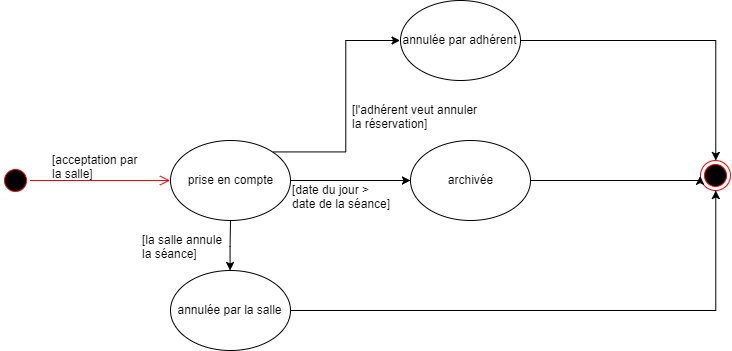 annulée par adhérent
[l'adhérent veut annuler
la réservation]
[acceptation par
la salle]
prise en compte
[date du jour >
date de la séance]
archivée
[la salle annule
la séance]
annulée par la salle